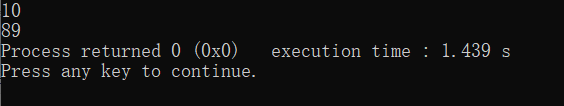 10
89
Process returned 0 (0x0)   execution time : 1.439 s
Press any key to continue.